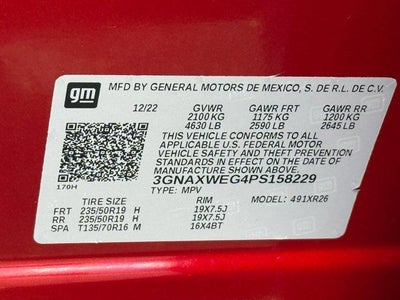 gm MFD BY GENERAL MOTORS DE MEXICO, S. DE R.L. DE C.V.
12/22 GVWR GAWR FRT GAWR RR
2100 KG 1175 KG 1200 KG
4630 LB 2590 LB 2645 LB
THIS VEHICLE CONFORMS TO ALL
APPLICABLE U.S. FEDERAL MOTOR
VEHICLE SAFETY AND THEFT PREVENTION
STANDARDS IN EFFECT ON THE DATE OF
MANUFACTURE SHOWN ABOVE.
170H 3GNAXWEG4PS158229
TYPE: MPV
TIRE SIZE RIM MODEL: 491XR26
FRT 235/50R19 H 19X7.5J
RR 235/50R19 H 19X7.5J
SPA T135/70R16 M 16X4BT